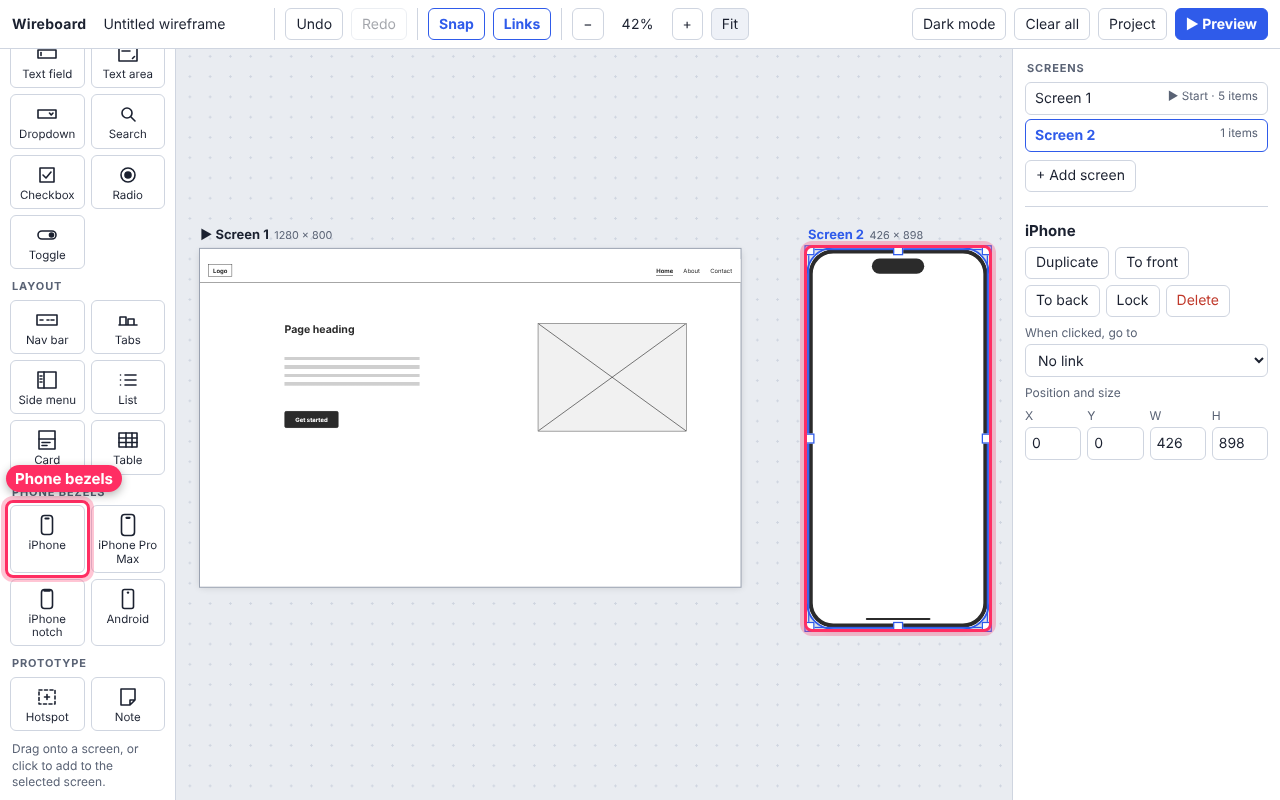 Wireboard
Untitled wireframe
Undo
Redo
Snap
Links
−
42%
+
Fit
Dark mode
Clear all
Project
▶ Preview
Text field
Text area
Dropdown
Search
Checkbox
Radio
Toggle
LAYOUT
Nav bar
Tabs
Side menu
List
Card
Table
Phone bezels
PHONE BEZELS
iPhone
iPhone Pro
Max
iPhone
notch
Android
PROTOTYPE
Hotspot
Note
Drag onto a screen, or
click to add to the
selected screen.
▶ Screen 1 1280 × 800
Logo
Home
About
Contact
Page heading
Get started
Screen 2 426 × 898
SCREENS
Screen 1
▶ Start · 5 items
Screen 2
1 items
+ Add screen
iPhone
Duplicate
To front
To back
Lock
Delete
When clicked, go to
No link
Position and size
X
Y
W
H
0
0
426
898